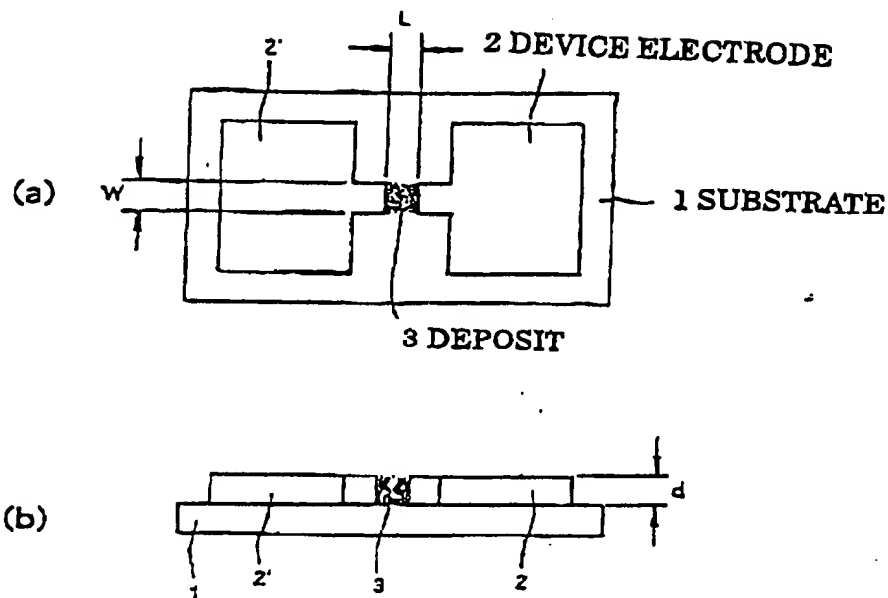 L
2'
2 DEVICE ELECTRODE
(a)
W
1 SUBSTRATE
3 DEPOSIT
(b)
d
1
2'
3
2